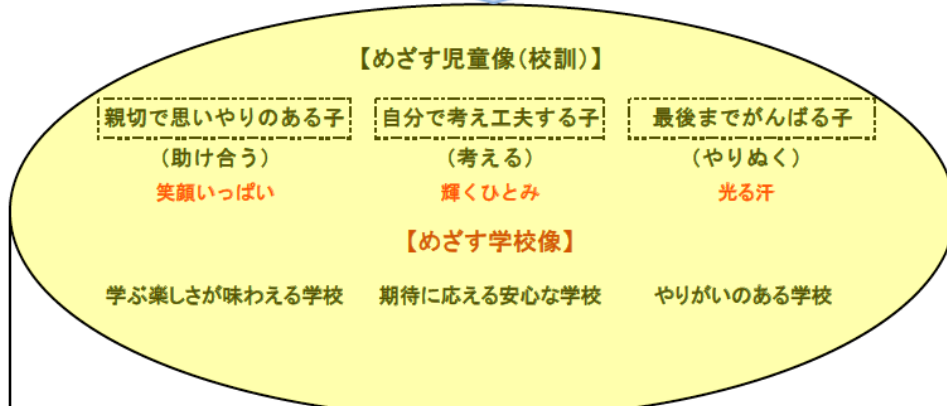 【めざす児童像(校訓)】
親切で思いやりのある子 自分で考え工夫する子 最後までがんばる子
(助け合う) (考える) (やりぬく)
笑顔いっぱい 輝くひとみ 光る汗
【めざす学校像】
学ぶ楽しさが味わえる学校 期待に応える安心な学校 やりがいのある学校